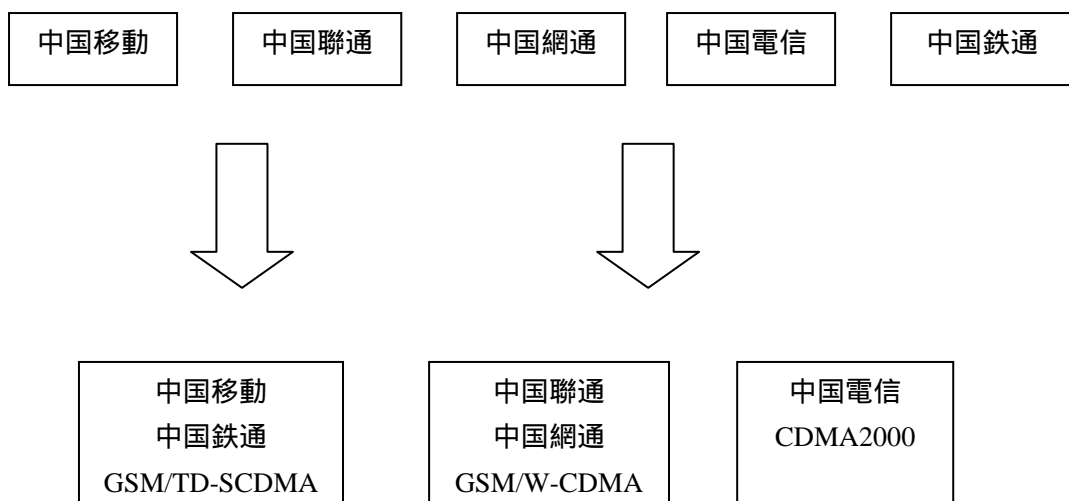 中国移動
中国聯通
中国網通
中国電信
中国鉄通
中国移動
中国鉄通
GSM/TD-SCDMA
中国聯通
中国網通
GSM/W-CDMA
中国電信
CDMA2000